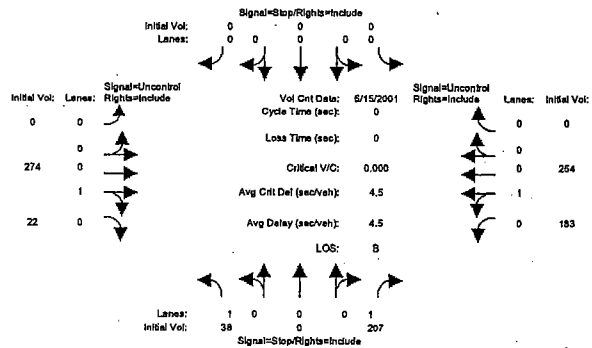 Signal=Stop/Rights=Include
Initial Vol: 0 0 0
Lanes: 0 0 0 0 0
Signal=Uncontrol Signal=Uncontrol
Initial Vol: Lanes: Rights=Include Vol Cnt Date: 6/15/2001 Rights=Include Lanes: Initial Vol:
0 0 Cycle Time (sec): 0 0 0
Loss Time (sec): 0
0 0
274 0 Critical V/C: 0.000 0 254
1 Avg Crit Del (sec/veh): 4.5 1
22 0 Avg Delay (sec/veh): 4.5 0 183
LOS: B
Lanes: 1 0 0 0 1
Initial Vol: 38 0 207
Signal=Stop/Rights=Include